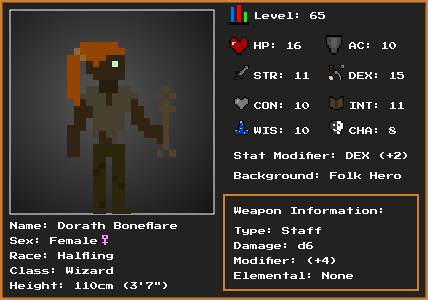 Level: 65
HP: 16 AC: 10
STR: 11 DEX: 15
CON: 10 INT: 11
WIS: 10 CHA: 8
Stat Modifier: DEX (+2)
Background: Folk Hero
Name: Dorath Boneflare
Sex: Female♀
Race: Halfling
Class: Wizard
Height: 110cm (3'7")
Weapon Information:
Type: Staff
Damage: d6
Modifier: (+4)
Elemental: None